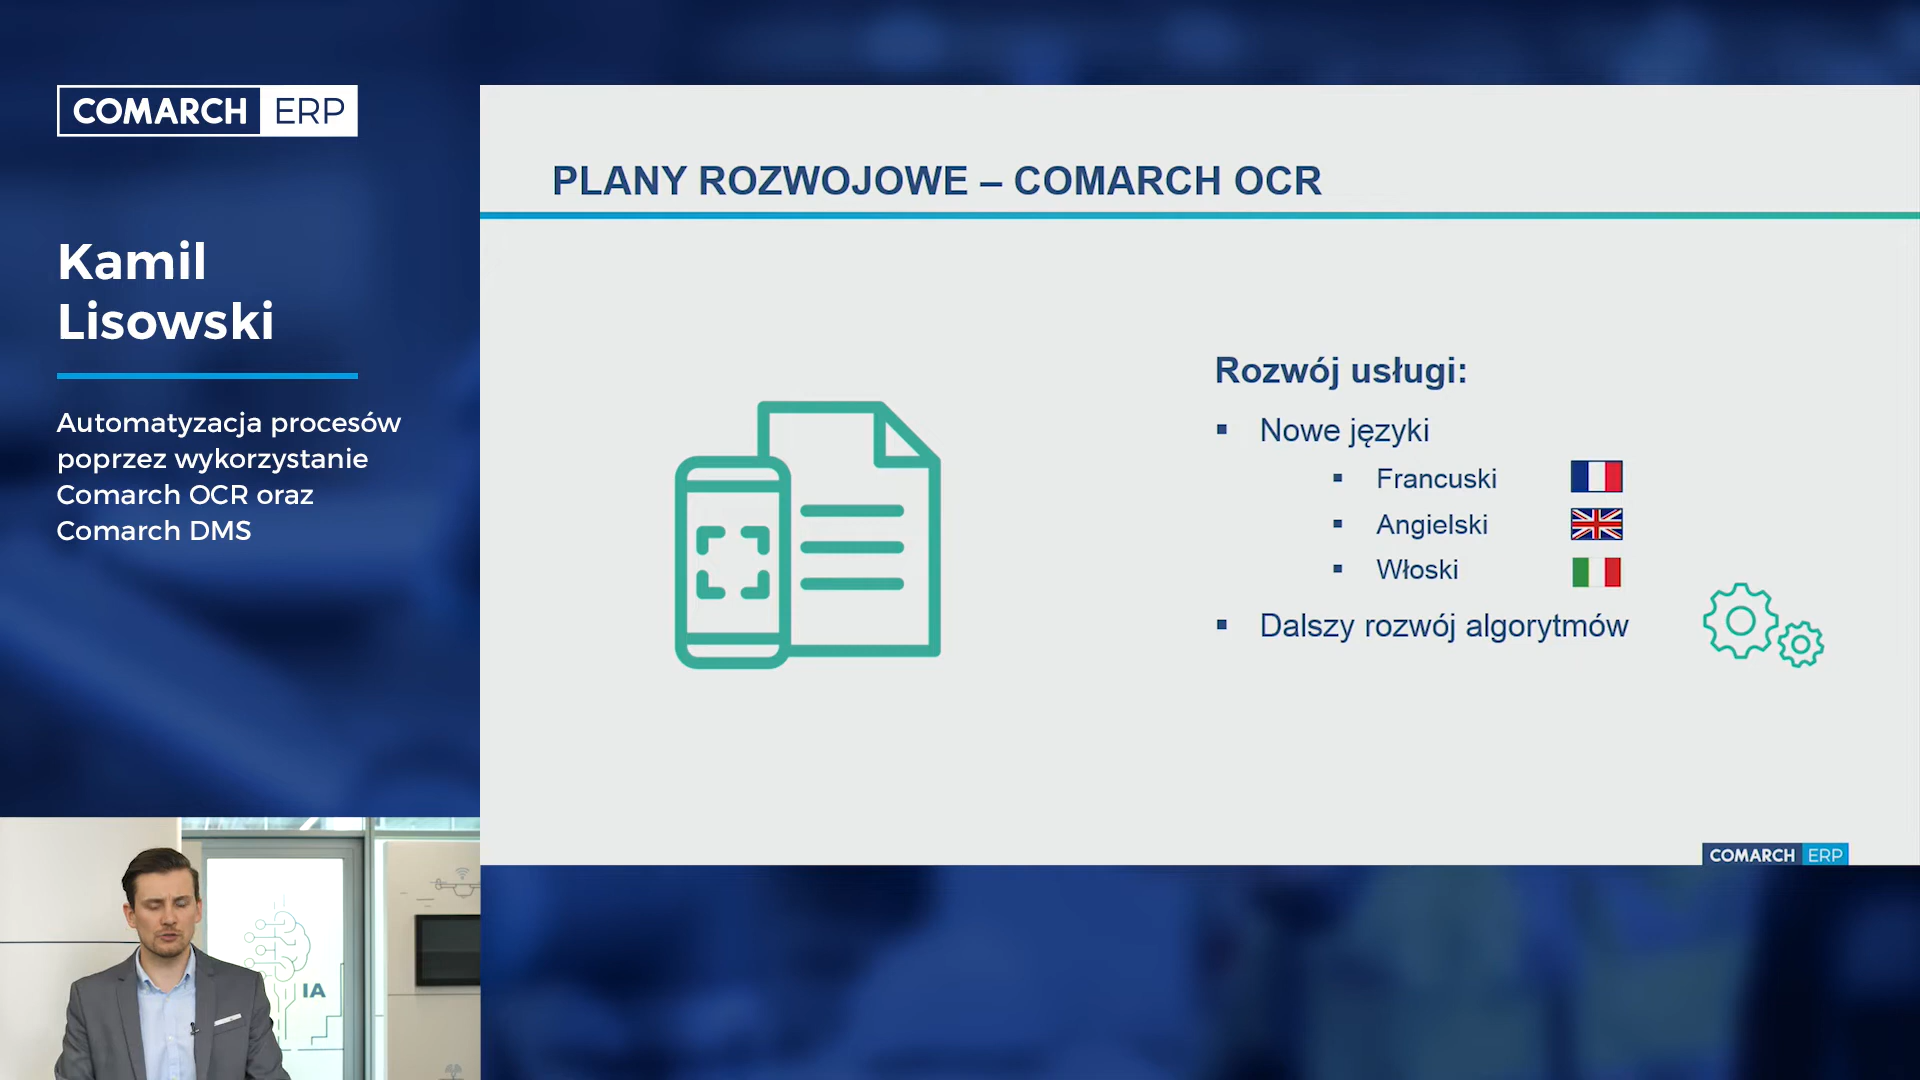 COMARCH ERP
Kamil
Lisowski
Automatyzacja procesów
poprzez wykorzystanie
Comarch OCR oraz
Comarch DMS
PLANY ROZWOJOWE – COMARCH OCR
Rozwój usługi:
▪ Nowe języki
▪ Francuski
▪ Angielski
▪ Włoski
▪ Dalszy rozwój algorytmów
COMARCH ERP
IA